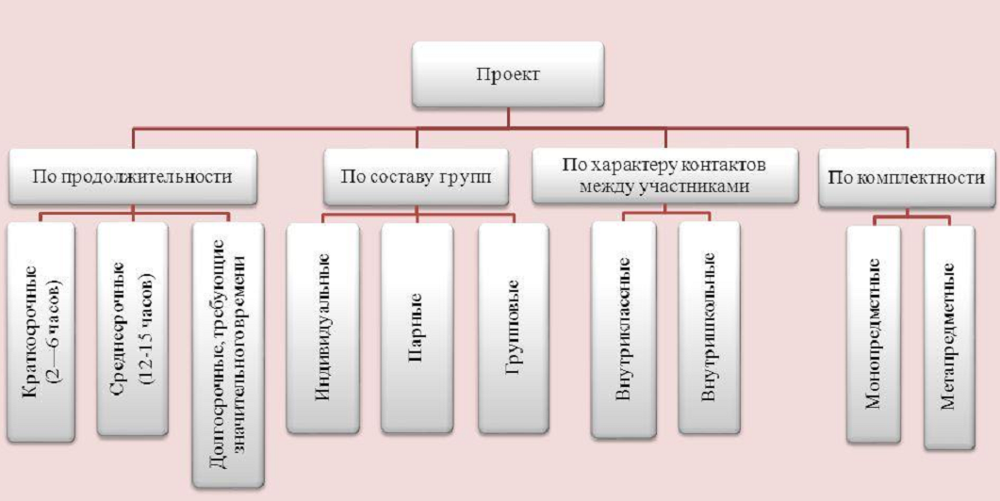 Проект
По продолжительности
По составу групп
По характеру контактов
между участниками
По комплектности
Краткосрочные
(2—6 часов)
Среднесрочные
(12-15 часов)
Долгосрочные, требующие
значительного времени
Индивидуальные
Парные
Групповые
Внутриклассные
Внутришкольные
Монопредметные
Метапредметные